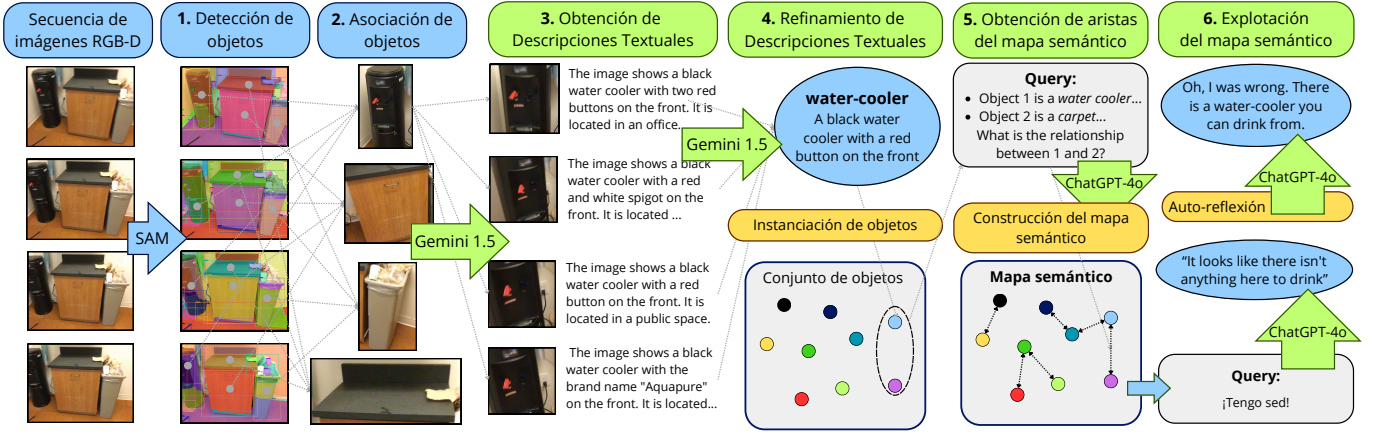 Secuencia de
imágenes RGB-D
1. Detección de
objetos
2. Asociación de
objetos
3. Obtención de
Descripciones Textuales
4. Refinamiento de
Descripciones Textuales
5. Obtención de aristas
del mapa semántico
6. Explotación
del mapa semántico
SAM
Gemini 1.5
The image shows a black
water cooler with two red
buttons on the front. It is
located in an office...
The image shows a black
water cooler with a red
and white spigot on the
front. It is located ...
The image shows a black
water cooler with a red
button on the front. It is
located in a public space.
The image shows a black
water cooler with the
brand name "Aquapure"
on the front. It is located...
Gemini 1.5
water-cooler
A black water
cooler with a red
button on the front
Instanciación de objetos
Conjunto de objetos
Query:
• Object 1 is a water cooler...
• Object 2 is a carpet...
What is the relationship
between 1 and 2?
ChatGPT-4o
Construcción del mapa
semántico
Mapa semántico
Oh, I was wrong. There
is a water-cooler you
can drink from.
ChatGPT-4o
Auto-reflexión
“It looks like there isn't
anything here to drink”
ChatGPT-4o
Query:
¡Tengo sed!